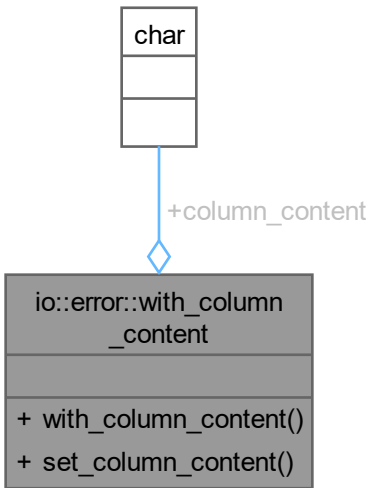 char
+column_content
io::error::with_column
_content
+ with_column_content()
+ set_column_content()